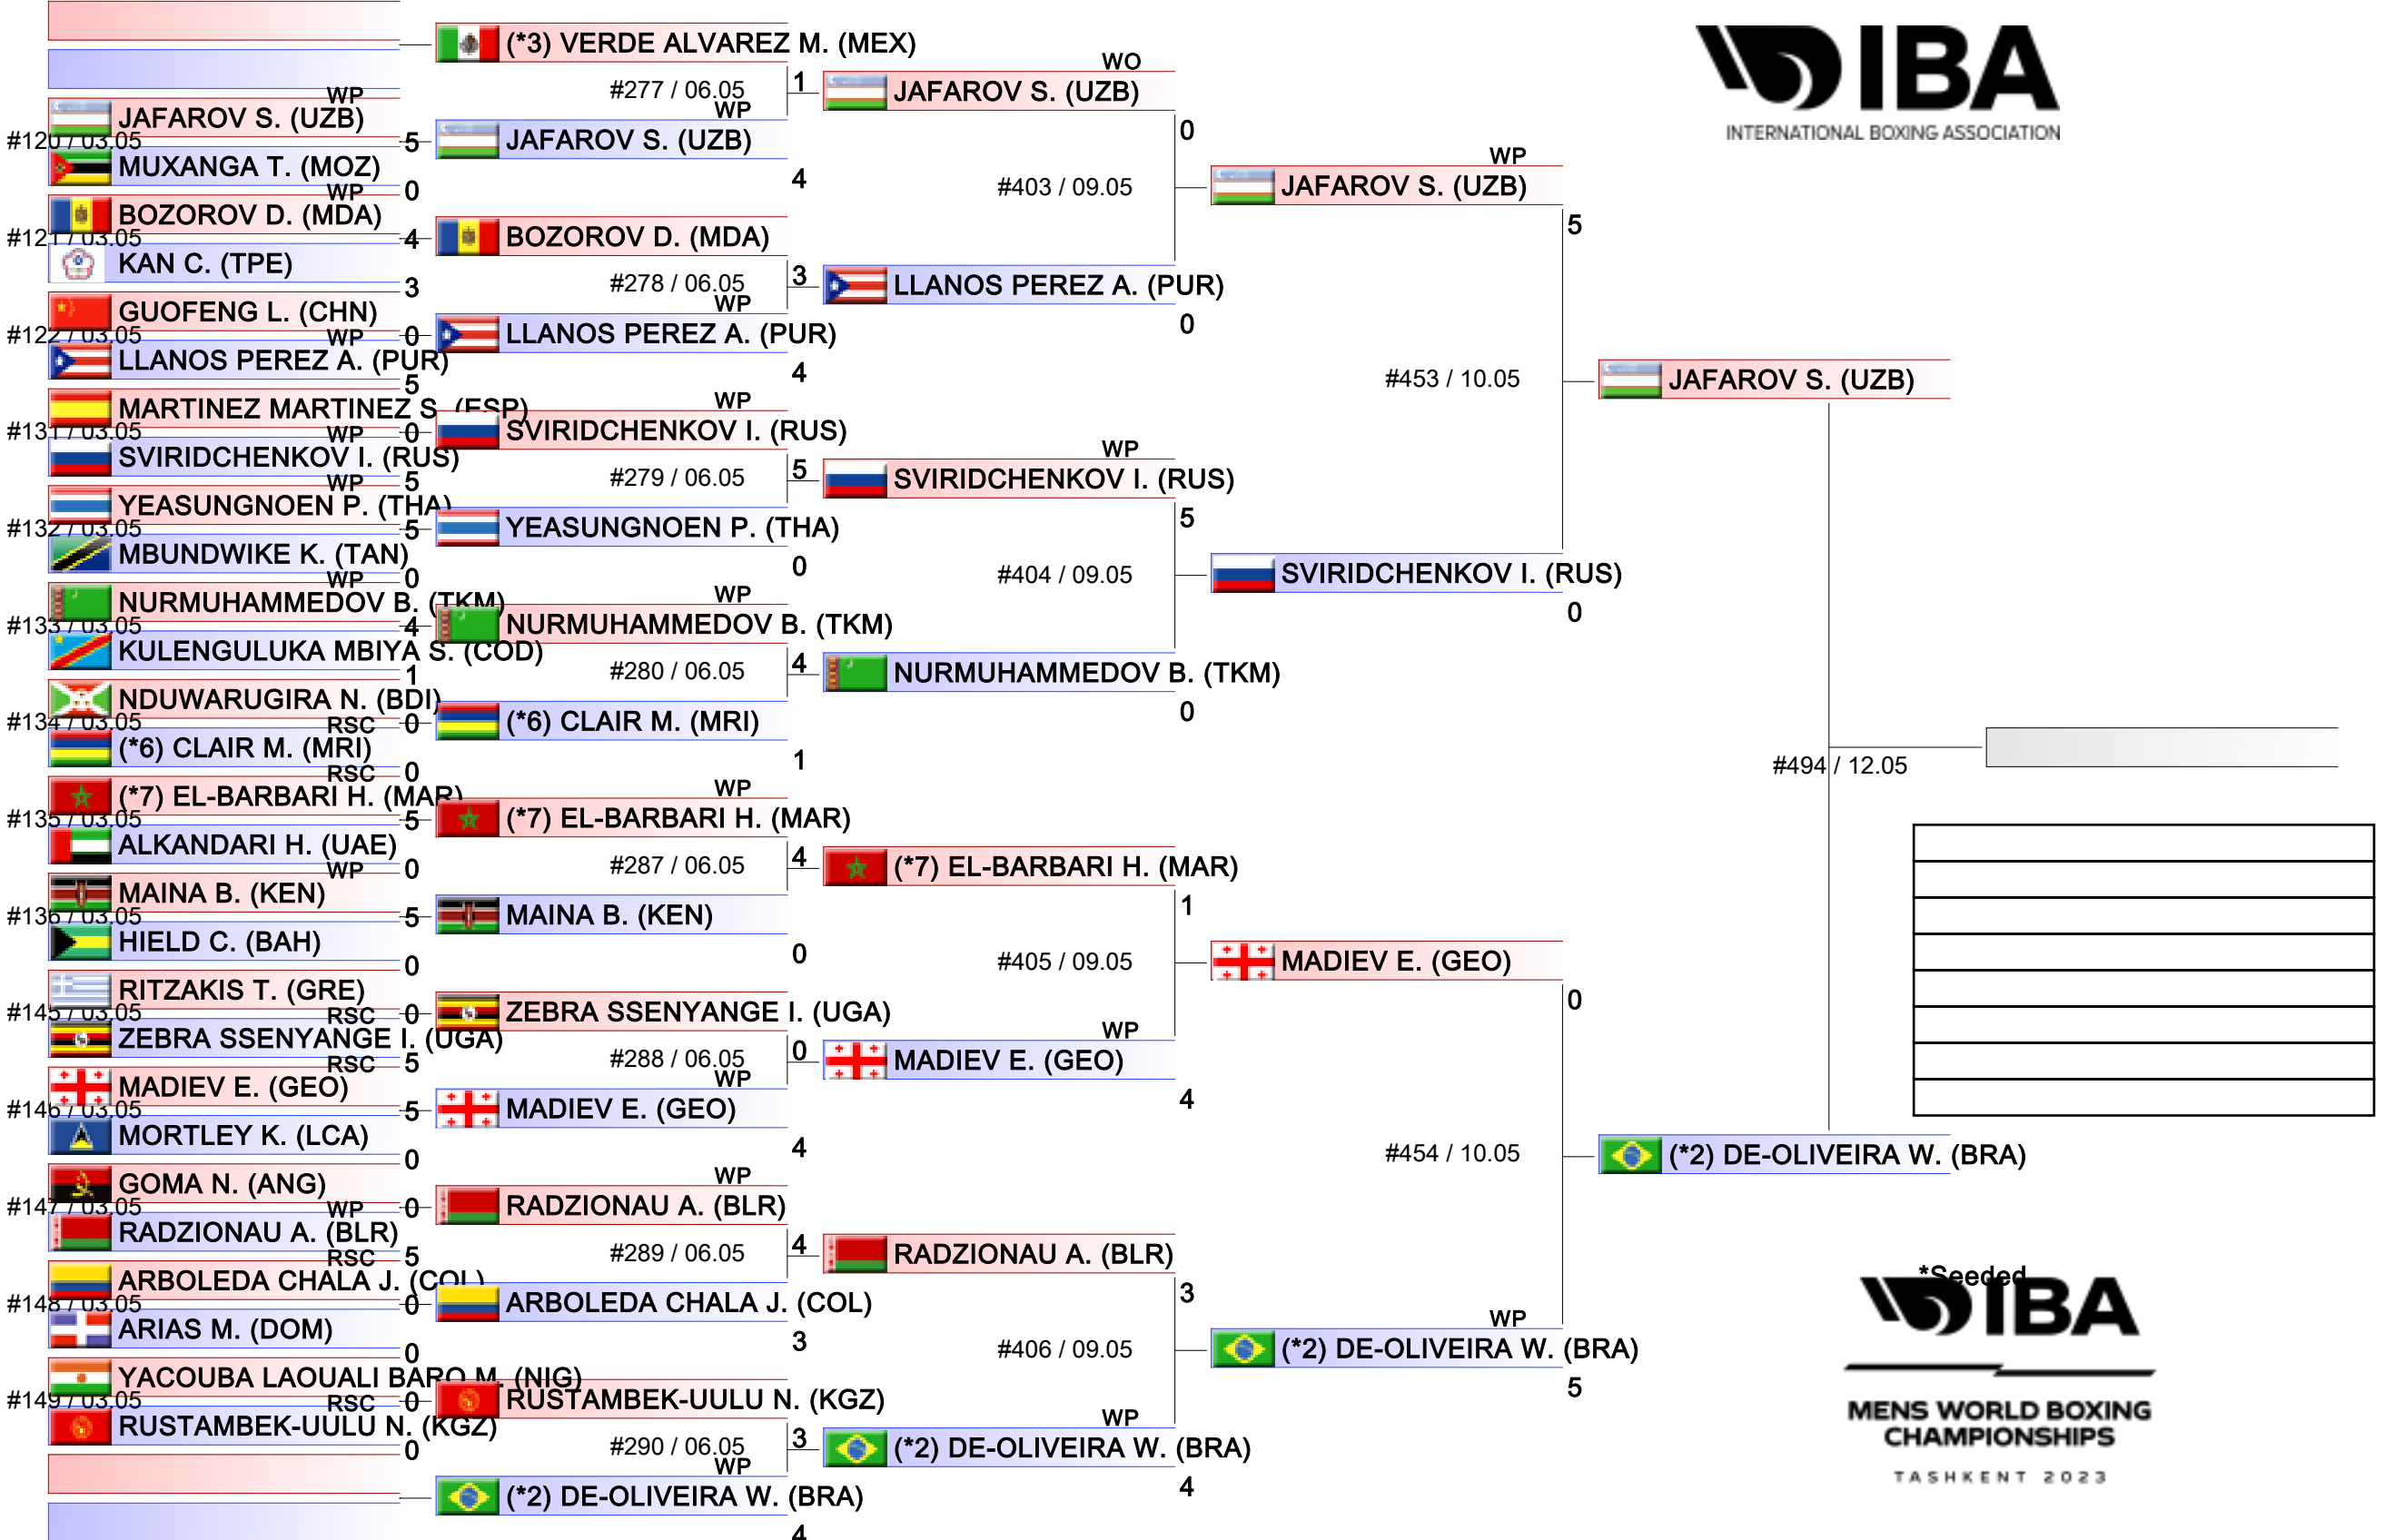 (*3) VERDE ALVAREZ M. (MEX)
WP
JAFAROV S. (UZB)
#120 / 03.05
5
MUXANGA T. (MOZ)
0
WP
BOZOROV D. (MDA)
#121 / 03.05
4
KAN C. (TPE)
3
GUOFENG L. (CHN)
#122 / 03.05
WP
0
LLANOS PEREZ A. (PUR)
5
MARTINEZ MARTINEZ S. (ESP)
#131 / 03.05
WP
0
SVIRIDCHENKOV I. (RUS)
5
WP
YEASUNGNOEN P. (THA)
#132 / 03.05
5
MBUNDWIKE K. (TAN)
0
WP
NURMUHAMMEDOV B. (TKM)
#133 / 03.05
4
KULENGULUKA MBIYA S. (COD)
1
NDUWARUGIRA N. (BDI)
#134 / 03.05
RSC
0
(*6) CLAIR M. (MRI)
0
RSC
(*7) EL-BARBARI H. (MAR)
#135 / 03.05
5
ALKANDARI H. (UAE)
0
WP
MAINA B. (KEN)
#136 / 03.05
5
HIELD C. (BAH)
0
RITZAKIS T. (GRE)
#145 / 03.05
RSC
0
ZEBRA SSENYANGE I. (UGA)
5
RSC
MADIEV E. (GEO)
#146 / 03.05
5
MORTLEY K. (LCA)
0
GOMA N. (ANG)
#147 / 03.05
WP
0
RADZIONAU A. (BLR)
5
RSC
ARBOLEDA CHALA J. (COL)
#148 / 03.05
0
ARIAS M. (DOM)
0
YACOUBA LAOUALI BARO M. (NIG)
#149 / 03.05
RSC
0
RUSTAMBEK-UULU N. (KGZ)
0
#277 / 06.05
1
WP
JAFAROV S. (UZB)
4
BOZOROV D. (MDA)
#278 / 06.05
3
WP
LLANOS PEREZ A. (PUR)
4
WP
SVIRIDCHENKOV I. (RUS)
#279 / 06.05
5
YEASUNGNOEN P. (THA)
0
WP
NURMUHAMMEDOV B. (TKM)
#280 / 06.05
4
(*6) CLAIR M. (MRI)
1
WP
(*7) EL-BARBARI H. (MAR)
#287 / 06.05
4
MAINA B. (KEN)
0
ZEBRA SSENYANGE I. (UGA)
#288 / 06.05
0
WP
MADIEV E. (GEO)
4
WP
RADZIONAU A. (BLR)
#289 / 06.05
4
ARBOLEDA CHALA J. (COL)
3
RUSTAMBEK-UULU N. (KGZ)
#290 / 06.05
3
WP
(*2) DE-OLIVEIRA W. (BRA)
4
WO
JAFAROV S. (UZB)
0
#403 / 09.05
LLANOS PEREZ A. (PUR)
0
WP
SVIRIDCHENKOV I. (RUS)
5
#404 / 09.05
NURMUHAMMEDOV B. (TKM)
0
(*7) EL-BARBARI H. (MAR)
1
#405 / 09.05
WP
MADIEV E. (GEO)
4
RADZIONAU A. (BLR)
3
#406 / 09.05
WP
(*2) DE-OLIVEIRA W. (BRA)
4
WP
JAFAROV S. (UZB)
5
#453 / 10.05
SVIRIDCHENKOV I. (RUS)
0
MADIEV E. (GEO)
0
#454 / 10.05
WP
(*2) DE-OLIVEIRA W. (BRA)
5
JAFAROV S. (UZB)
#494 / 12.05
(*2) DE-OLIVEIRA W. (BRA)
IBA
INTERNATIONAL BOXING ASSOCIATION
*Seeded
IBA
MENS WORLD BOXING
CHAMPIONSHIPS
TASHKENT 2023